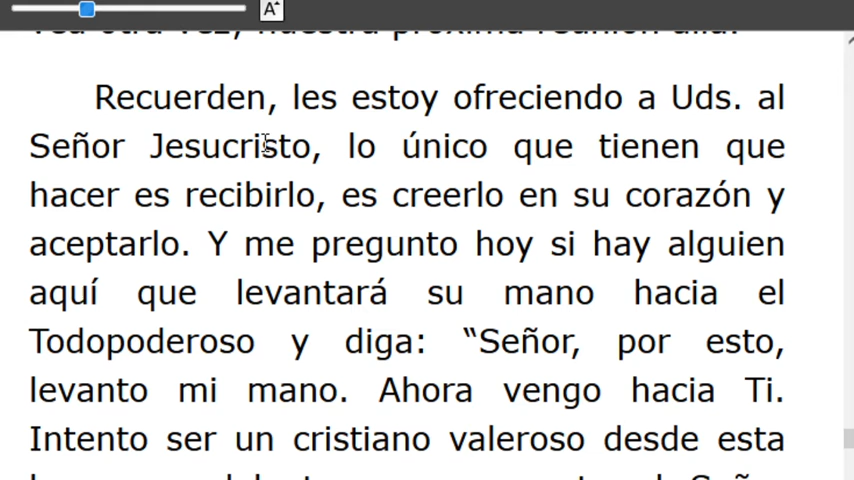 A
Recuerden, les estoy ofreciendo a Uds. al
Señor Jesucristo, lo único que tienen que
hacer es recibirlo, es creerlo en su corazón y
aceptarlo. Y me pregunto hoy si hay alguien
aquí que levantará su mano hacia el
Todopoderoso y diga: “Señor, por esto,
levanto mi mano. Ahora vengo hacia Ti.
Intento ser un cristiano valeroso desde esta